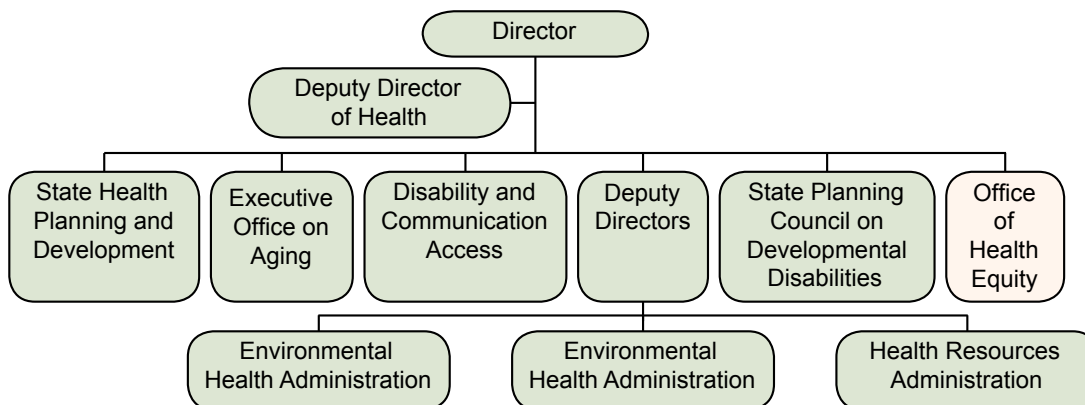 Director
Deputy Director
of Health
State Health
Planning and
Development
Executive
Office on
Aging
Disability and
Communication
Access
Deputy
Directors
State Planning
Council on
Developmental
Disabilities
Office
of
Health
Equity
Environmental
Health Administration
Environmental
Health Administration
Health Resources
Administration